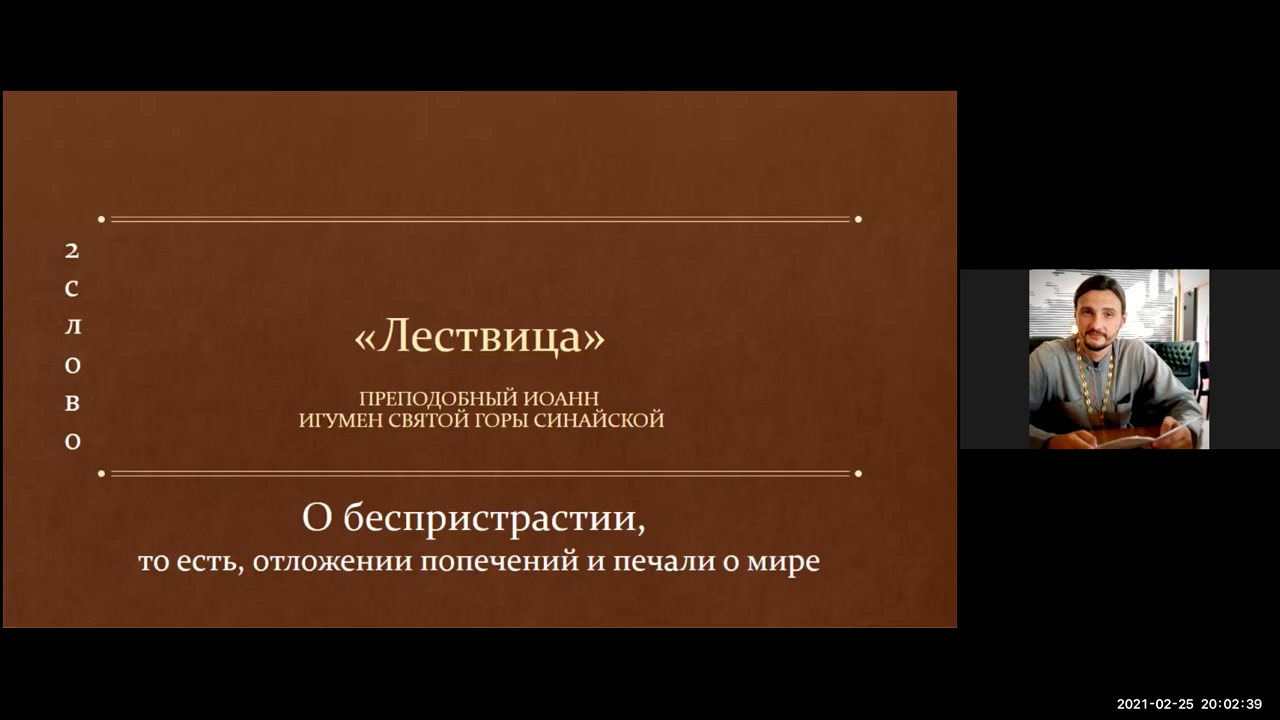 2
с
л
о
в
о
«Лествица»
ПРЕПОДОБНЫЙ ИОАНН
ИГУМЕН СВЯТОЙ ГОРЫ СИНАЙСКОЙ
О беспристрастии,
то есть, отложении попечений и печали о мире
2021-02-25 20:02:39